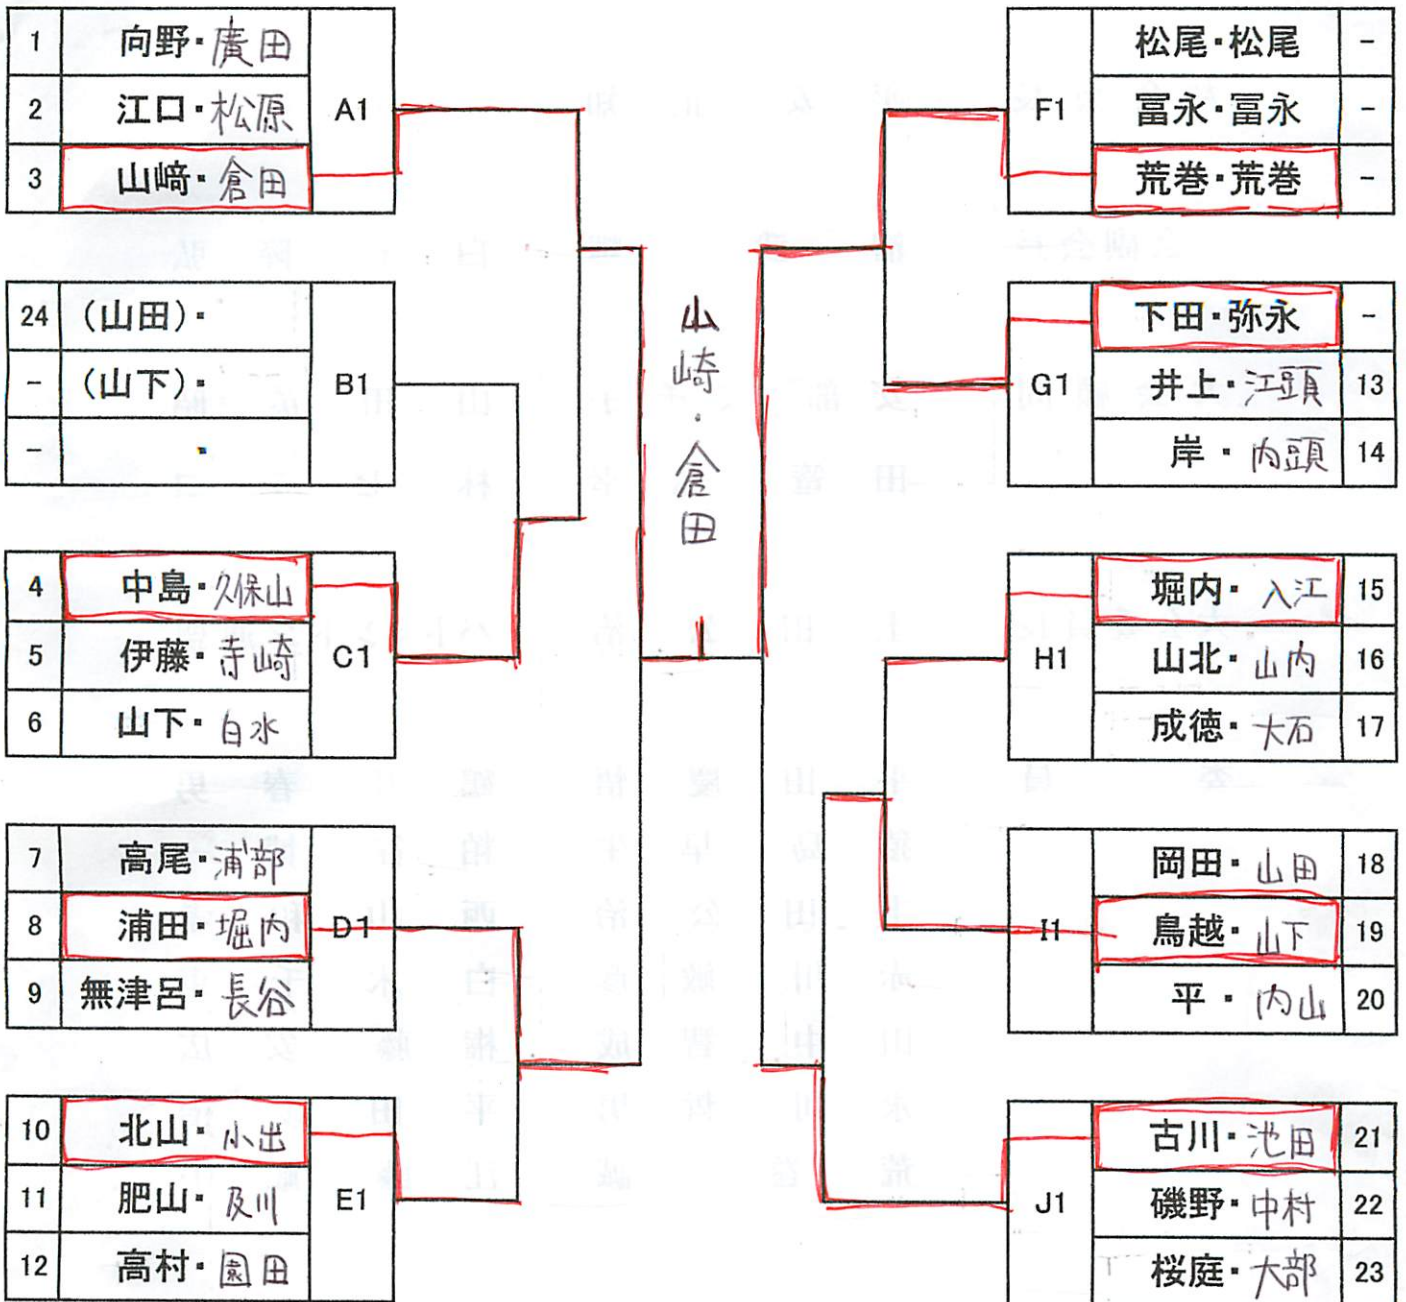 1 向野・廣田
2 江口・松原
3 山﨑・倉田
A1
24 (山田)・
- (山下)・
- ・
B1
4 中島・久保山
5 伊藤・寺崎
6 山下・白水
C1
7 高尾・浦部
8 浦田・堀内
9 無津呂・長谷
D1
10 北山・小出
11 肥山・及川
12 高村・園田
E1
山崎・倉田
F1
松尾・松尾 -
冨永・冨永 -
荒巻・荒巻 -
G1
下田・弥永 -
井上・江頭 13
岸・内頭 14
H1
堀内・入江 15
山北・山内 16
成徳・大石 17
I1
岡田・山田 18
鳥越・山下 19
平・内山 20
J1
古川・池田 21
磯野・中村 22
桜庭・大部 23